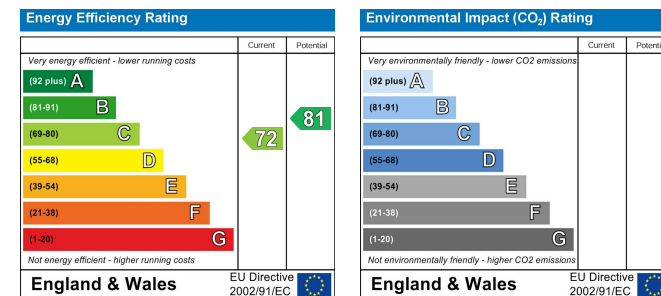 Energy Efficiency Rating
Current Potential
Very energy efficient - lower running costs
(92 plus) A
(81-91) B
(69-80) C
(55-68) D
(39-54) E
(21-38) F
(1-20) G
72
81
Not energy efficient - higher running costs
England & Wales
EU Directive
2002/91/EC
Environmental Impact (CO₂) Rating
Current Potential
Very environmentally friendly - lower CO2 emissions
(92 plus) A
(81-91) B
(69-80) C
(55-68) D
(39-54) E
(21-38) F
(1-20) G
Not environmentally friendly - higher CO2 emissions
England & Wales
EU Directive
2002/91/EC